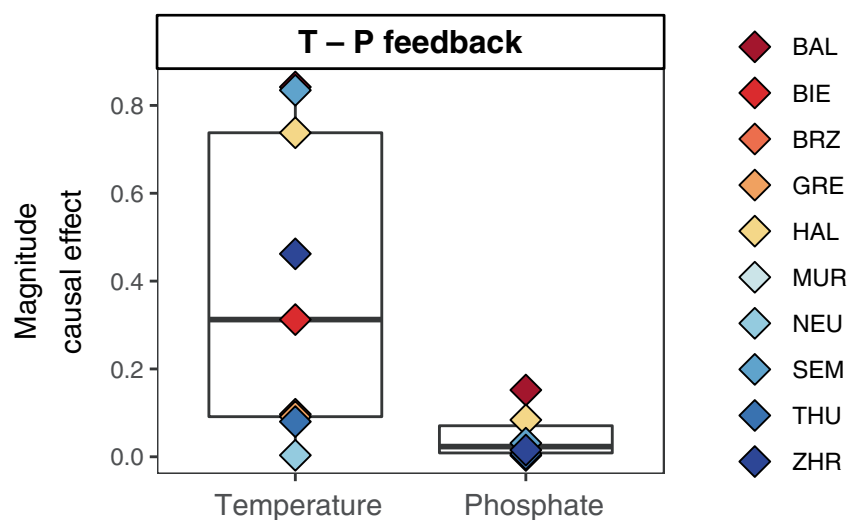 T – P feedback
Magnitude
causal effect
0.8
0.6
0.4
0.2
0.0
Temperature
Phosphate
BAL
BIE
BRZ
GRE
HAL
MUR
NEU
SEM
THU
ZHR